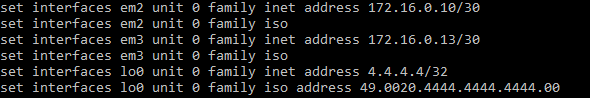 set interfaces em2 unit 0 family inet address 172.16.0.10/30
set interfaces em2 unit 0 family iso
set interfaces em3 unit 0 family inet address 172.16.0.13/30
set interfaces em3 unit 0 family iso
set interfaces lo0 unit 0 family inet address 4.4.4.4/32
set interfaces lo0 unit 0 family iso address 49.0020.4444.4444.4444.00